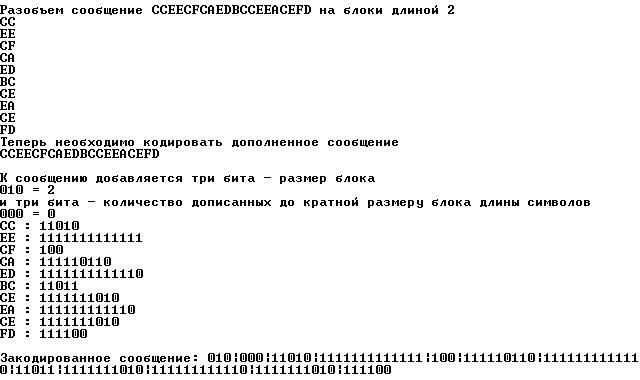 Разобъем сообщение CCEECFCAEDBCCEEACEFD на блоки длиной 2
CC
EE
CF
CA
ED
BC
CE
EA
CE
FD
Теперь необходимо кодировать дополненное сообщение
CCEECFCAEDBCCEEACEFD
К сообщению добавляется три бита - размер блока
010 = 2
и три бита - количество дописанных до кратной размеру блока длины символов
000 = 0
CC : 11010
EE : 1111111111111
CF : 100
CA : 111110110
ED : 1111111111110
BC : 11011
CE : 1111111010
EA : 111111111110
CE : 1111111010
FD : 111100
Закодированное сообщение: 010¦000¦11010¦1111111111111¦100¦111110110¦111111111111
0¦11011¦1111111010¦111111111110¦1111111010¦111100